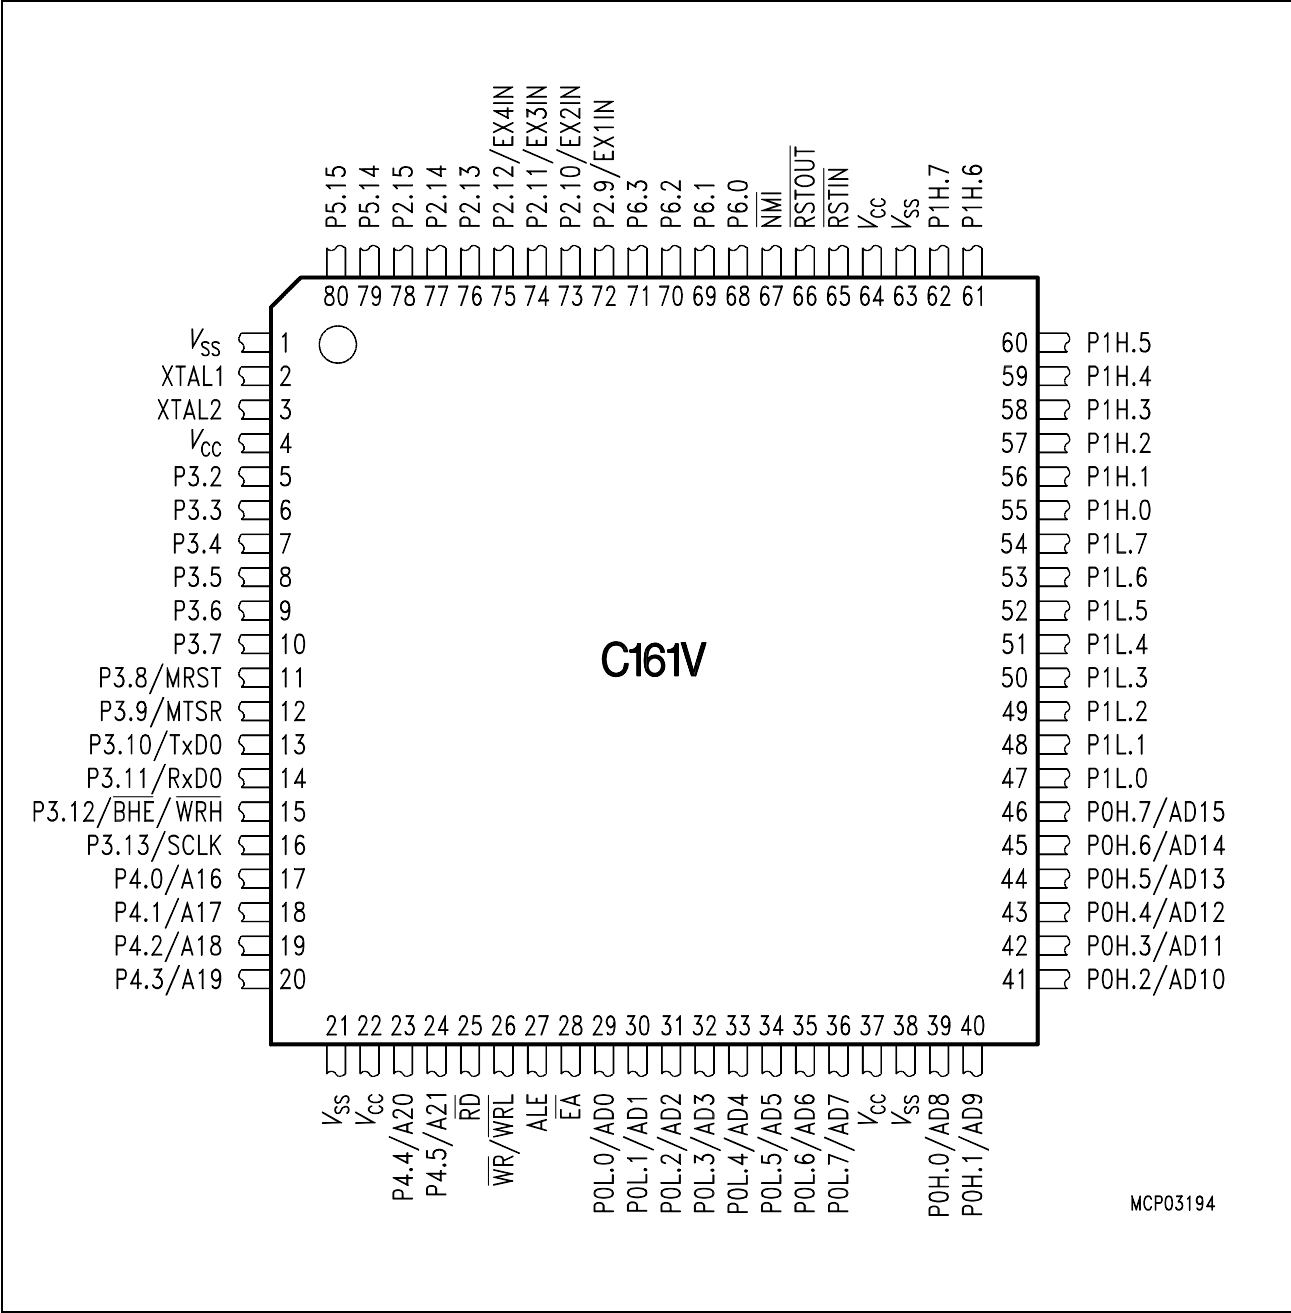 P5.15
P5.14
P2.15
P2.14
P2.13
P2.12/EX4IN
P2.11/EX3IN
P2.10/EX2IN
P2.9/EX1IN
P6.3
P6.2
P6.1
P6.0
NMI
RSTOUT
RSTIN
VCC
VSS
P1H.7
P1H.6
80 79 78 77 76 75 74 73 72 71 70 69 68 67 66 65 64 63 62 61
VSS 1
XTAL1 2
XTAL2 3
VCC 4
P3.2 5
P3.3 6
P3.4 7
P3.5 8
P3.6 9
P3.7 10
P3.8/MRST 11
P3.9/MTSR 12
P3.10/TxD0 13
P3.11/RxD0 14
P3.12/BHE/WRH 15
P3.13/SCLK 16
P4.0/A16 17
P4.1/A17 18
P4.2/A18 19
P4.3/A19 20
C161V
60 P1H.5
59 P1H.4
58 P1H.3
57 P1H.2
56 P1H.1
55 P1H.0
54 P1L.7
53 P1L.6
52 P1L.5
51 P1L.4
50 P1L.3
49 P1L.2
48 P1L.1
47 P1L.0
46 P0H.7/AD15
45 P0H.6/AD14
44 P0H.5/AD13
43 P0H.4/AD12
42 P0H.3/AD11
41 P0H.2/AD10
21 22 23 24 25 26 27 28 29 30 31 32 33 34 35 36 37 38 39 40
VSS
VCC
P4.4/A20
P4.5/A21
RD
WR/WRL
ALE
EA
P0L.0/AD0
P0L.1/AD1
P0L.2/AD2
P0L.3/AD3
P0L.4/AD4
P0L.5/AD5
P0L.6/AD6
P0L.7/AD7
VCC
VSS
P0H.0/AD8
P0H.1/AD9
MCP03194